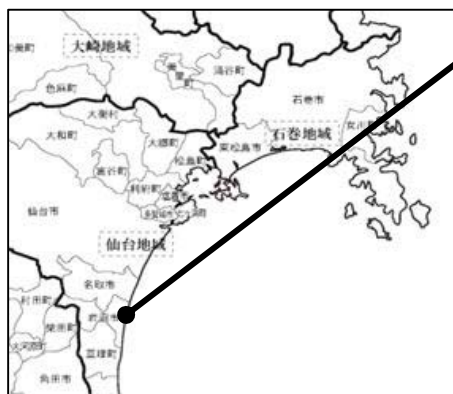 大崎地域
色麻町
大衡村
涌谷町
石巻市
大和町
大郷町
松島町
東松島市
石巻地域
女川町
富谷町
利府町
仙台市
仙台地域
名取市
村田町
柴田町
岩沼市
大河原町
亘理町
角田市